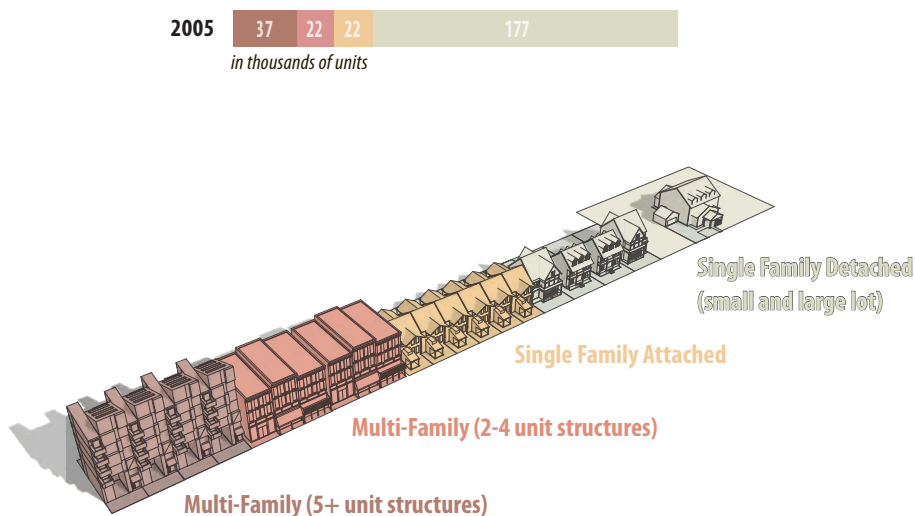 2005 37 22 22 177
in thousands of units
Single Family Detached
(small and large lot)
Single Family Attached
Multi-Family (2-4 unit structures)
Multi-Family (5+ unit structures)